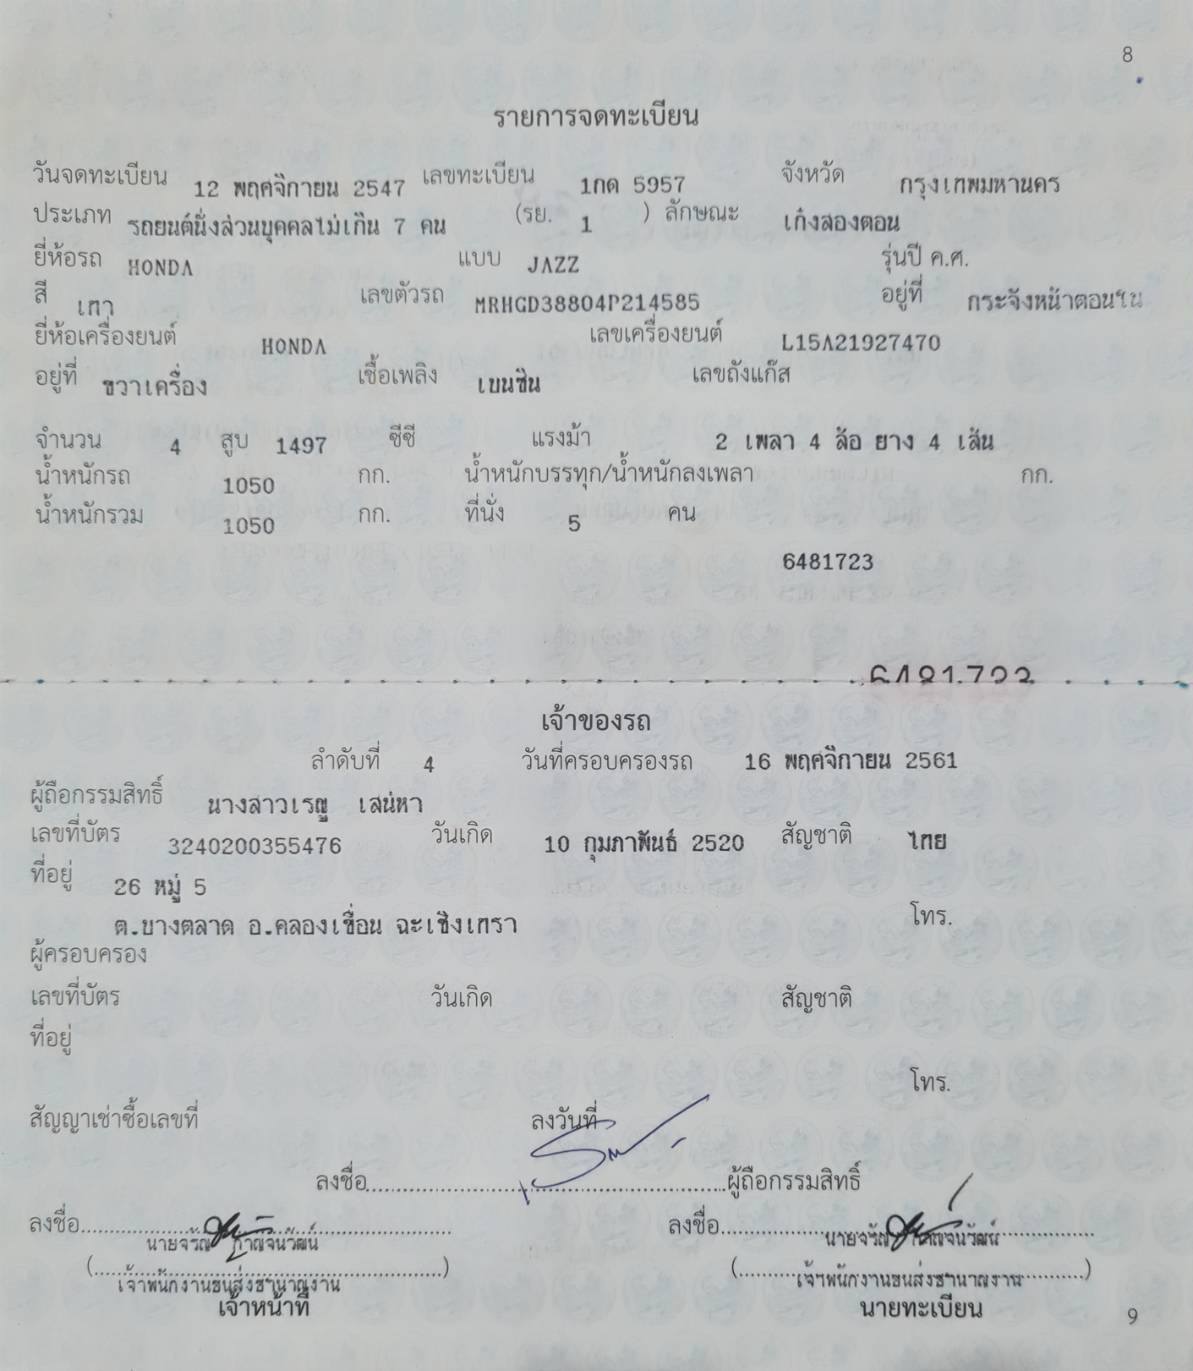 8
รายการจดทะเบียน
วันจดทะเบียน 12 พฤศจิกายน 2547 เลขทะเบียน 1กด 5957 จังหวัด กรุงเทพมหานคร
ประเภท รถยนต์นั่งส่วนบุคคลไม่เกิน 7 คน (รย. 1 ) ลักษณะ เก๋งสองตอน
ยี่ห้อรถ HONDA แบบ JAZZ รุ่นปี ค.ศ.
สี เทา เลขตัวรถ MRHGD38804P214585 อยู่ที่ กระจังหน้าตอนใน
ยี่ห้อเครื่องยนต์ HONDA เลขเครื่องยนต์ L15A21927470
อยู่ที่ ขวาเครื่อง เชื้อเพลิง เบนซิน เลขถังแก๊ส
จำนวน 4 สูบ 1497 ซีซี แรงม้า 2 เพลา 4 ล้อ ยาง 4 เส้น
น้ำหนักรถ 1050 กก. น้ำหนักบรรทุก/น้ำหนักลงเพลา กก.
น้ำหนักรวม 1050 กก. ที่นั่ง 5 คน
6481723
6481723
เจ้าของรถ
ลำดับที่ 4 วันที่ครอบครองรถ 16 พฤศจิกายน 2561
ผู้ถือกรรมสิทธิ์ นางสาวเรณู เสน่หา
เลขที่บัตร 3240200355476 วันเกิด 10 กุมภาพันธ์ 2520 สัญชาติ ไทย
ที่อยู่ 26 หมู่ 5
ต.บางตลาด อ.คลองเขื่อน ฉะเชิงเทรา โทร.
ผู้ครอบครอง
เลขที่บัตร วันเกิด สัญชาติ
ที่อยู่
โทร.
สัญญาเช่าซื้อเลขที่ ลงวันที่
ลงชื่อ ผู้ถือกรรมสิทธิ์
ลงชื่อ ลงชื่อ
นายจรัญ กาญจนวัฒน์ นายจรัญ กาญจนวัฒน์
( ) ( )
เจ้าพนักงานขนส่งชำนาญงาน เจ้าพนักงานขนส่งชำนาญงาน
เจ้าหน้าที่ นายทะเบียน
9